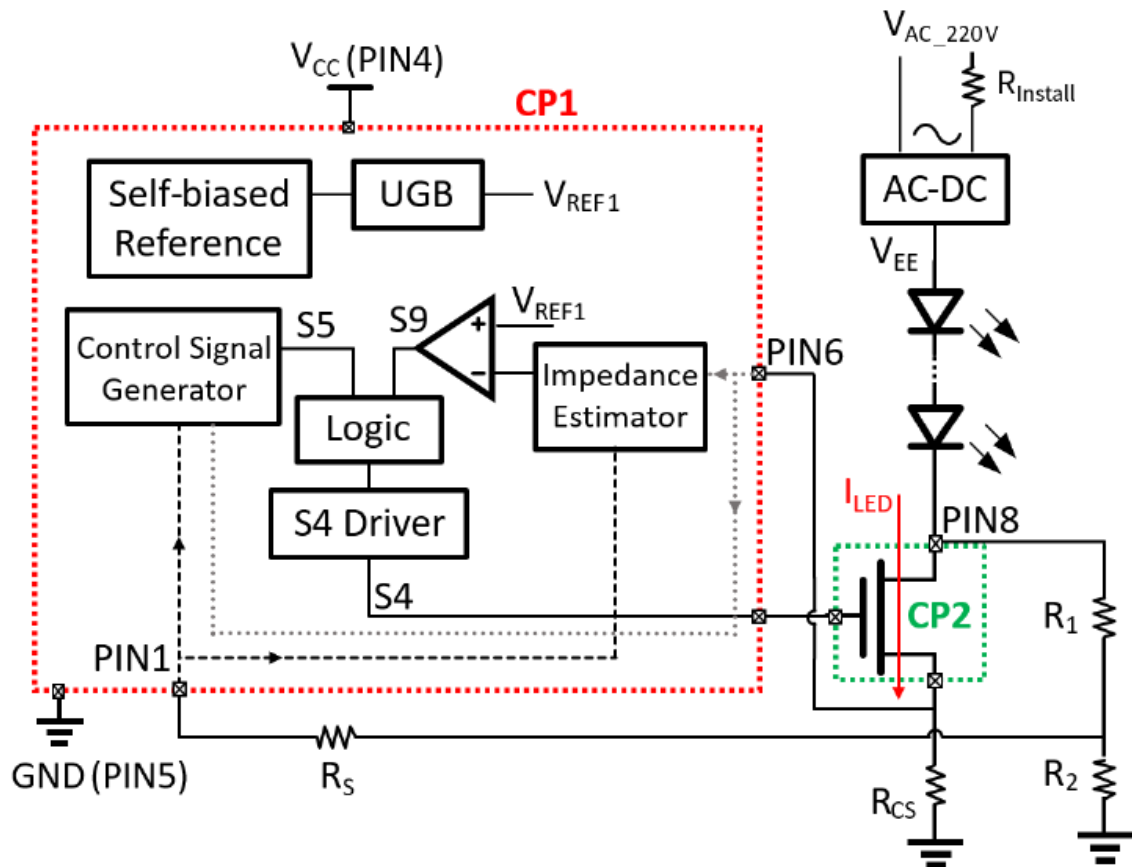 V_AC_220V
R_Install
V_CC (PIN4)
CP1
Self-biased
Reference
UGB
V_REF1
AC-DC
V_EE
Control Signal
Generator
S5
S9
+
−
V_REF1
Impedance
Estimator
PIN6
Logic
S4 Driver
S4
I_LED
PIN8
CP2
R_1
PIN1
GND (PIN5)
R_S
R_CS
R_2